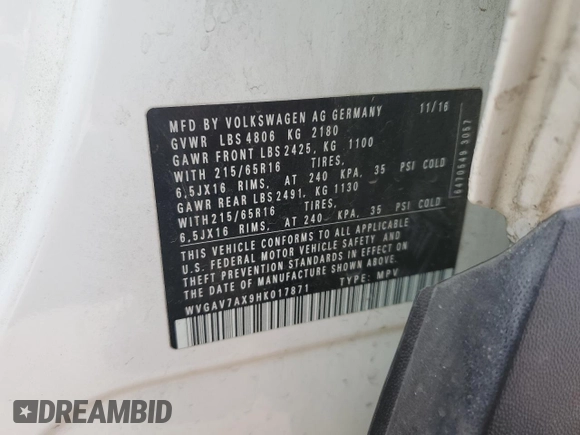 MFD BY VOLKSWAGEN AG GERMANY 11/16
GVWR LBS 4806 KG 2180
GAWR FRONT LBS 2425, KG 1100
WITH 215/65R16 TIRES,
6,5JX16 RIMS, AT 240 KPA, 35 PSI COLD
GAWR REAR LBS 2491, KG 1130
WITH 215/65R16 TIRES,
6,5JX16 RIMS, AT 240 KPA, 35 PSI COLD
THIS VEHICLE CONFORMS TO ALL APPLICABLE
U.S. FEDERAL MOTOR VEHICLE SAFETY AND
THEFT PREVENTION STANDARDS IN EFFECT ON
THE DATE OF MANUFACTURE SHOWN ABOVE.
WVGAV7AX9HK017871 TYPE: MPV
6470549 3057
DREAMBID